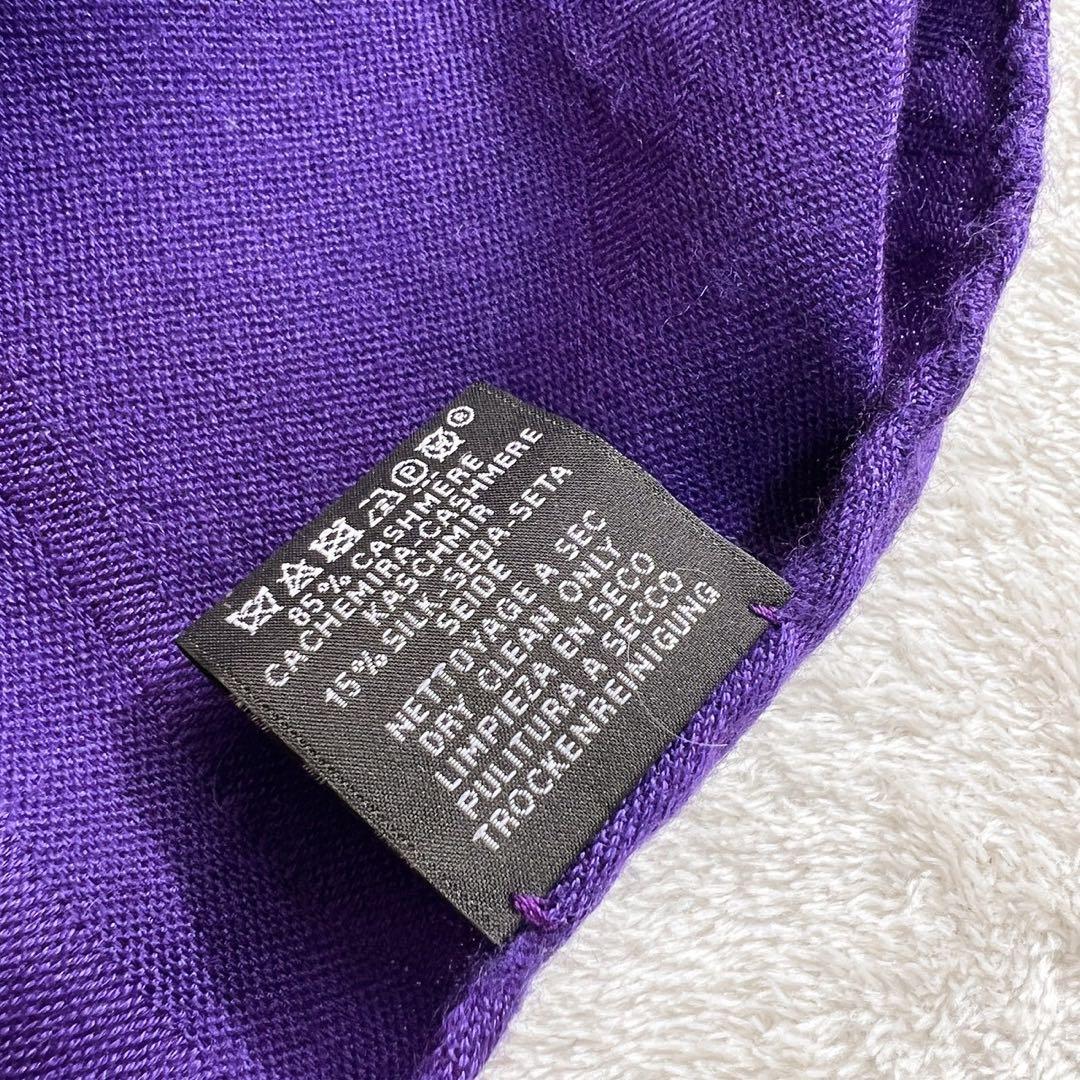 Ⓟ ®
85% CASHMERE
CACHEMIRA-CASHMERE
KASCHMIR
15% SILK-SEDA-SETA
SEIDE
NETTOYAGE A SEC
DRY CLEAN ONLY
LIMPIEZA EN SECO
PULITURA A SECCO
TROCKENREINIGUNG